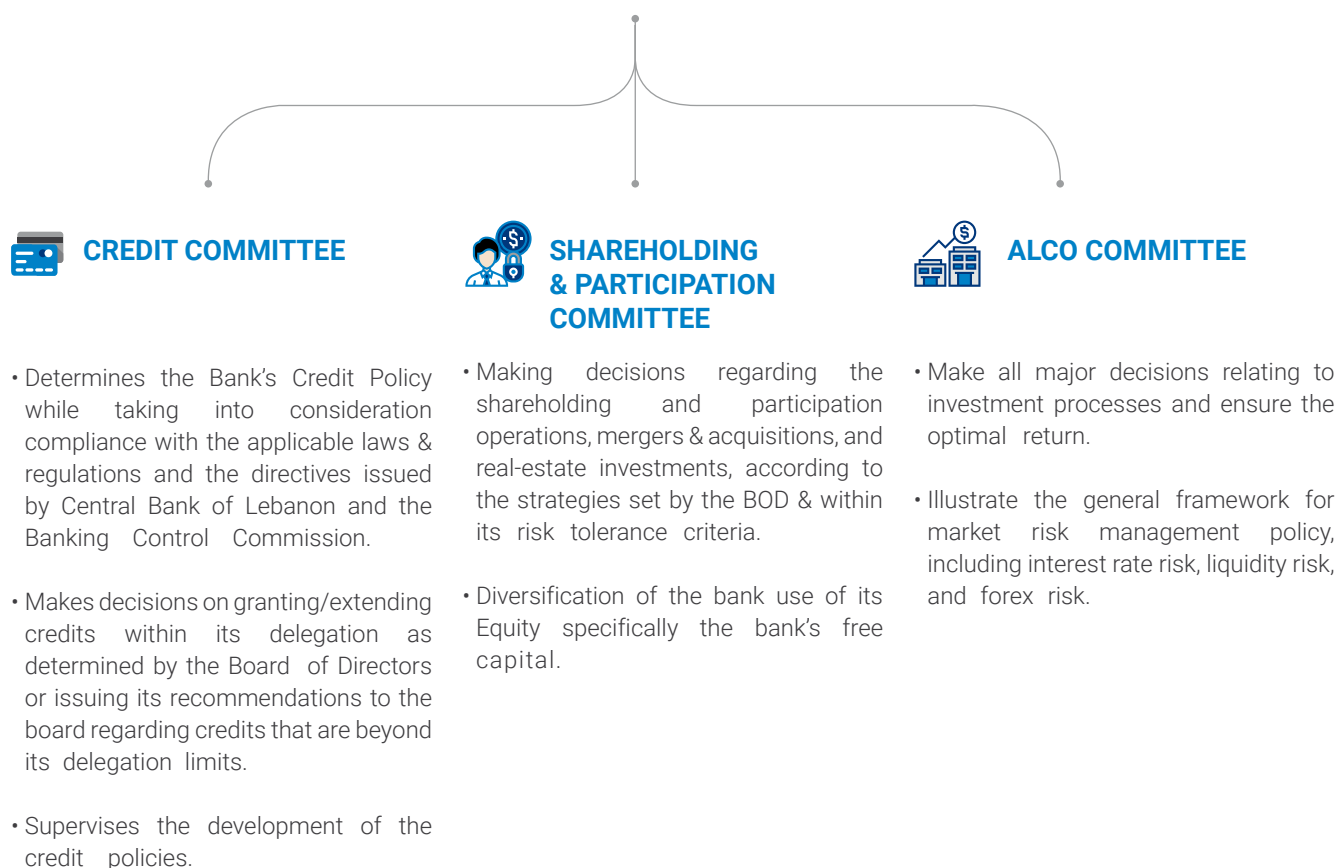 CREDIT COMMITTEE
• Determines the Bank's Credit Policy
while taking into consideration
compliance with the applicable laws &
regulations and the directives issued
by Central Bank of Lebanon and the
Banking Control Commission.
• Makes decisions on granting/extending
credits within its delegation as
determined by the Board of Directors
or issuing its recommendations to the
board regarding credits that are beyond
its delegation limits.
• Supervises the development of the
credit policies.
SHAREHOLDING
& PARTICIPATION
COMMITTEE
• Making decisions regarding the
shareholding and participation
operations, mergers & acquisitions, and
real-estate investments, according to
the strategies set by the BOD & within
its risk tolerance criteria.
• Diversification of the bank use of its
Equity specifically the bank's free
capital.
ALCO COMMITTEE
• Make all major decisions relating to
investment processes and ensure the
optimal return.
• Illustrate the general framework for
market risk management policy,
including interest rate risk, liquidity risk,
and forex risk.